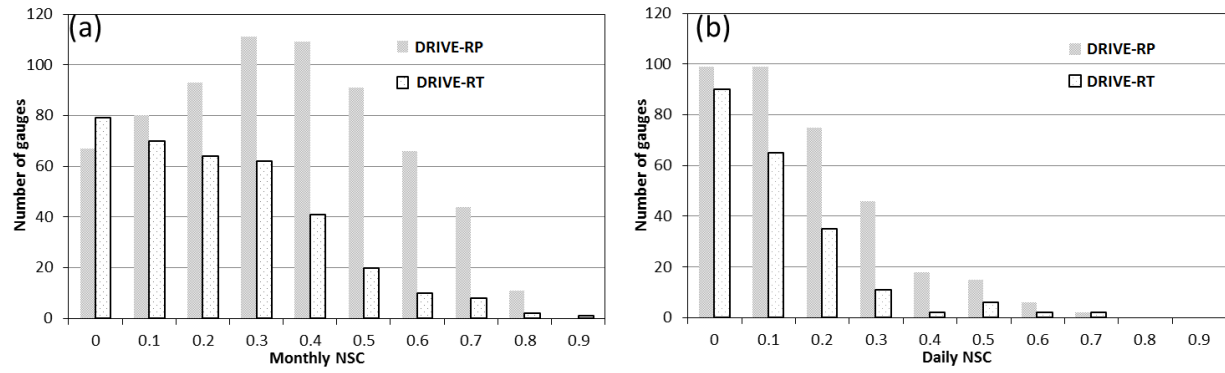 (a)
DRIVE-RP
DRIVE-RT
Number of gauges
120
100
80
60
40
20
0
0 0.1 0.2 0.3 0.4 0.5 0.6 0.7 0.8 0.9
Monthly NSC
(b)
DRIVE-RP
DRIVE-RT
Number of gauges
120
100
80
60
40
20
0
0 0.1 0.2 0.3 0.4 0.5 0.6 0.7 0.8 0.9
Daily NSC